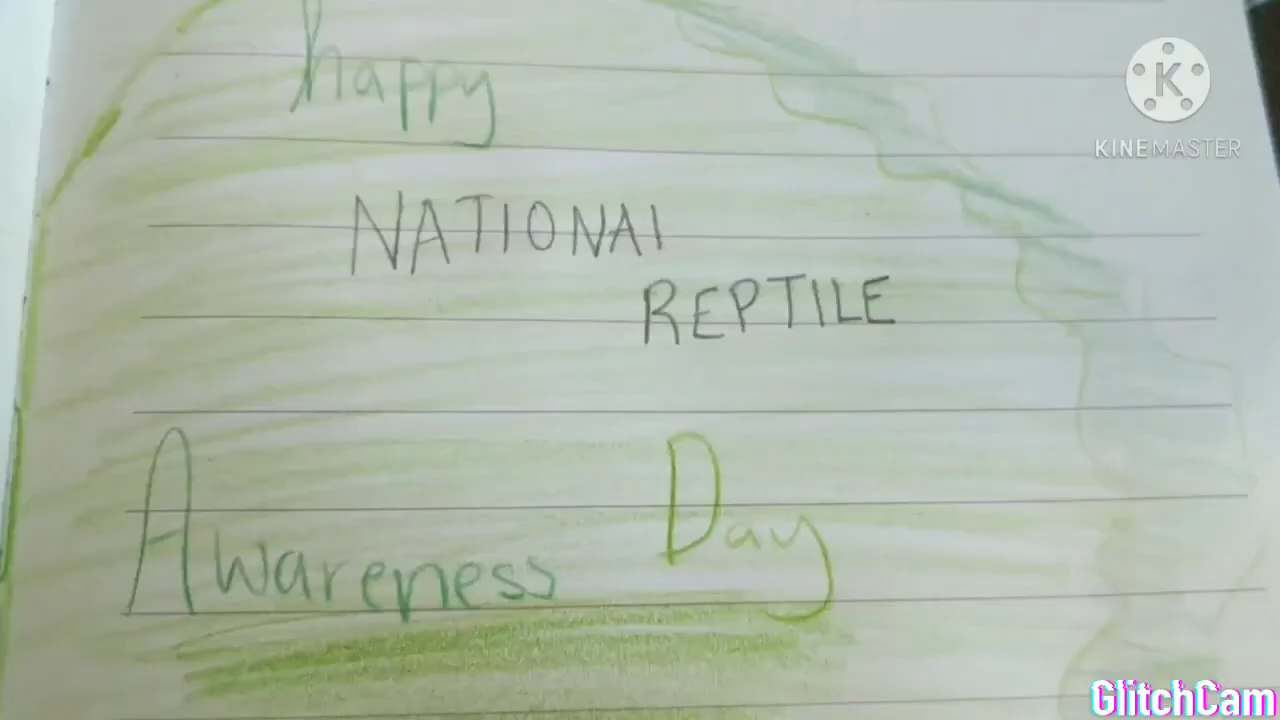 happy
KINEMASTER
NATIONAl
REPTILE
Awareness Day
GlitchCam